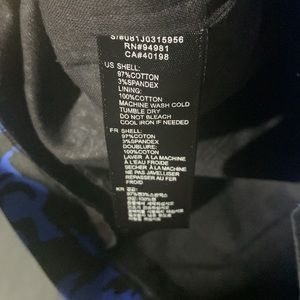 S/#081J0315956
RN#94981
CA#40198
US SHELL:
97%COTTON
3%SPANDEX
LINING:
100%COTTON
MACHINE WASH COLD
TUMBLE DRY
DO NOT BLEACH
COOL IRON IF NEEDED
FR SHELL:
97%COTON
3%SPANDEX
DOUBLURE:
100%COTON
LAVER À LA MACHINE
À L'EAU FROIDE
SÉCHER À LA MACHINE
NE PAS JAVELLISER
REPASSER AU FER
FROID